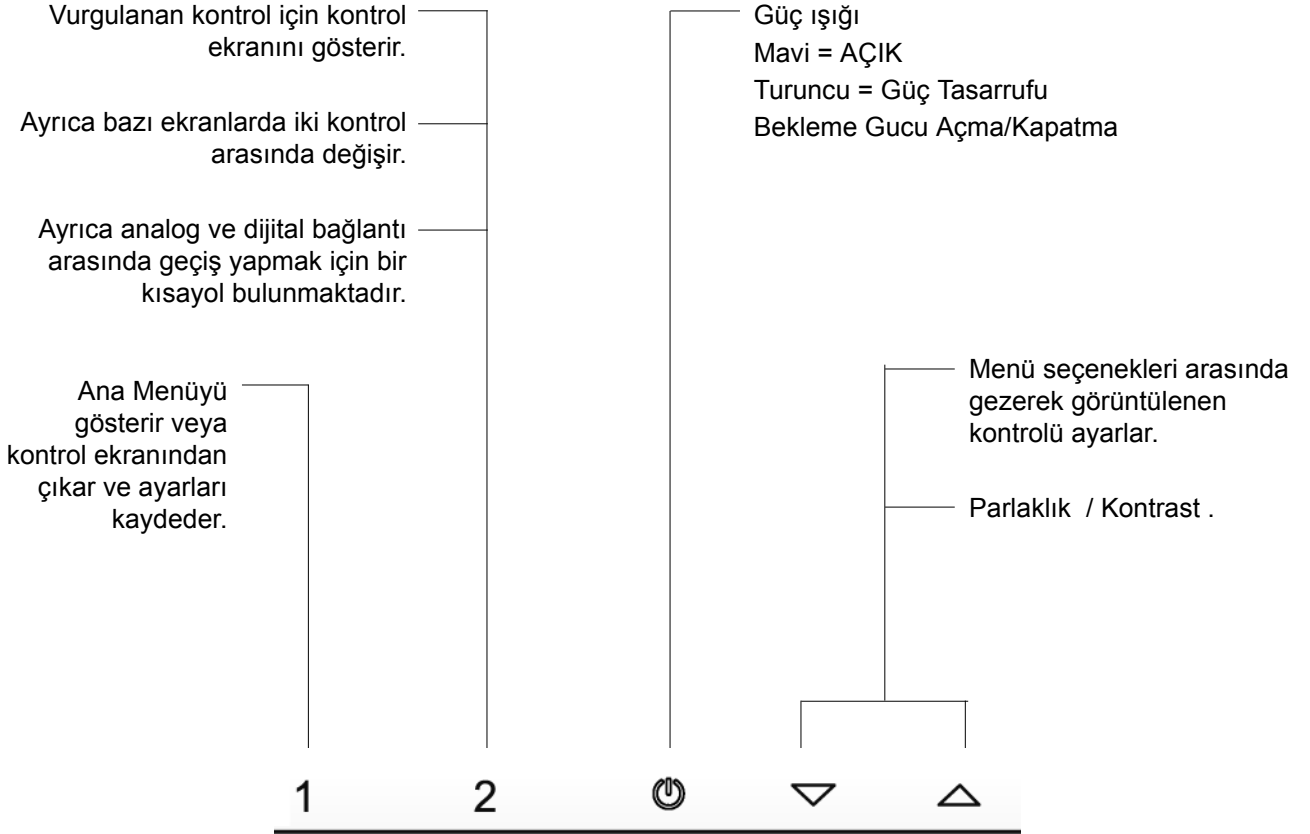 Vurgulanan kontrol için kontrol
ekranını gösterir.
Ayrıca bazı ekranlarda iki kontrol
arasında değişir.
Ayrıca analog ve dijital bağlantı
arasında geçiş yapmak için bir
kısayol bulunmaktadır.
Ana Menüyü
gösterir veya
kontrol ekranından
çıkar ve ayarları
kaydeder.
Güç ışığı
Mavi = AÇIK
Turuncu = Güç Tasarrufu
Bekleme Gucu Açma/Kapatma
Menü seçenekleri arasında
gezerek görüntülenen
kontrolü ayarlar.
Parlaklık / Kontrast .
1 2